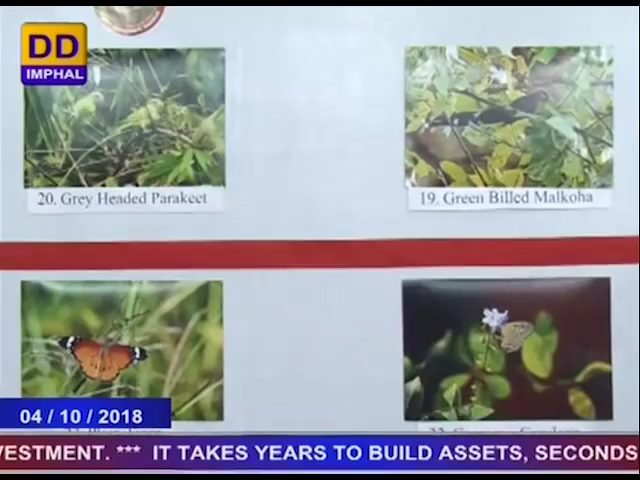 DD
IMPHAL
20. Grey Headed Parakeet
19. Green Billed Malkoha
04 / 10 / 2018
VESTMENT. *** IT TAKES YEARS TO BUILD ASSETS, SECONDS